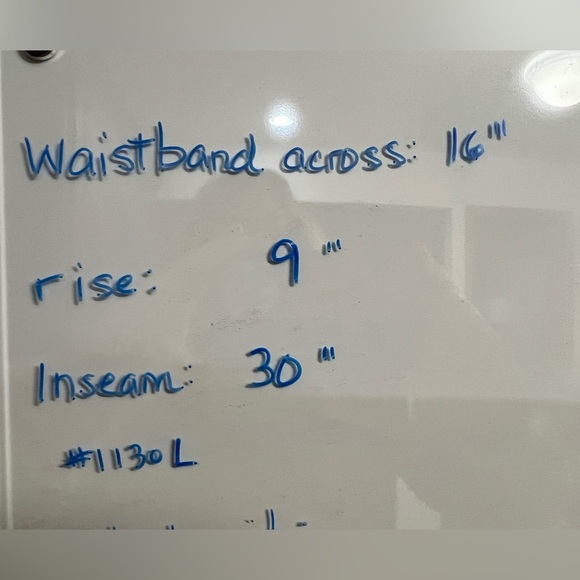 Waistband across: 16"
rise: 9"
Inseam: 30"
#1130L